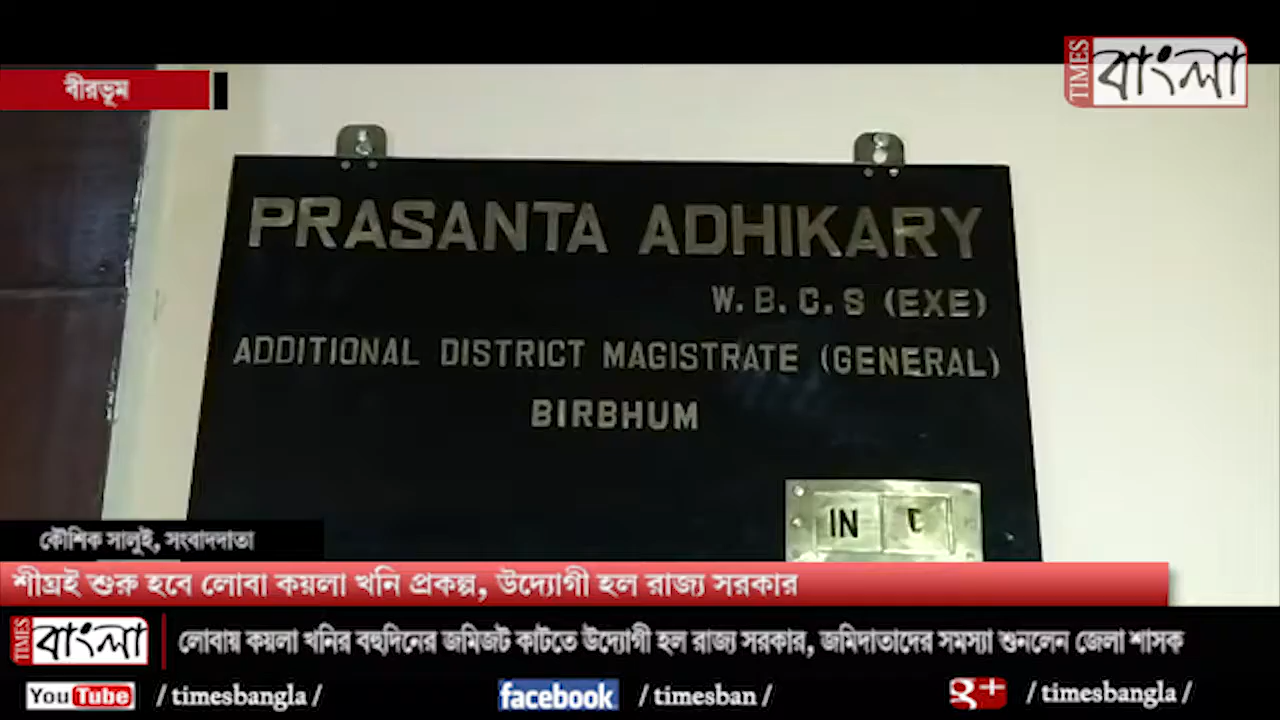 TIMES বাংলা
বীরভূম
PRASANTA ADHIKARY
W.B.C.S (EXE)
ADDITIONAL DISTRICT MAGISTRATE (GENERAL)
BIRBHUM
IN
কৌশিক সালুই, সংবাদদাতা
শীঘ্রই শুরু হবে লোবা কয়লা খনি প্রকল্প, উদ্যোগী হল রাজ্য সরকার
TIMES বাংলা
লোবায় কয়লা খনির বহুদিনের জমিজট কাটতে উদ্যোগী হল রাজ্য সরকার, জমিদাতাদের সমস্যা শুনলেন জেলা শাসক
YouTube / timesbangla / facebook / timesban / g+ / timesbangla /